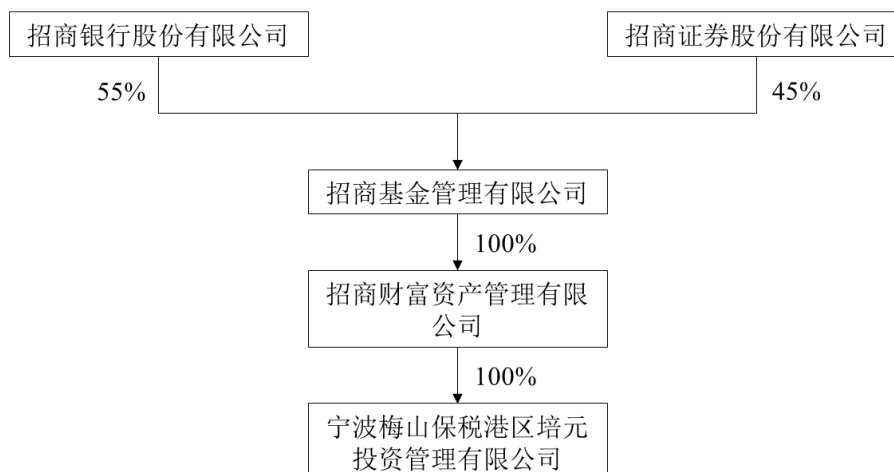 招商银行股份有限公司
招商证券股份有限公司
55%
45%
招商基金管理有限公司
100%
招商财富资产管理有限
公司
100%
宁波梅山保税港区培元
投资管理有限公司